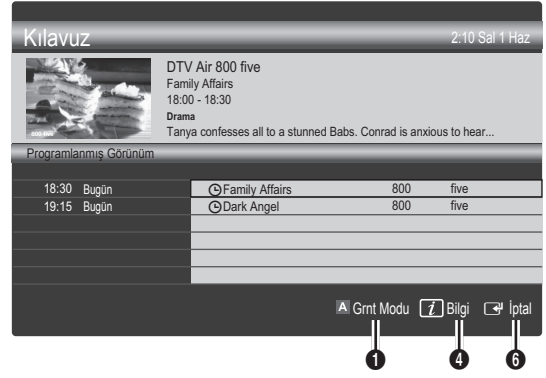 Kılavuz 2:10 Sal 1 Haz
DTV Air 800 five
Family Affairs
18:00 - 18:30
Drama
Tanya confesses all to a stunned Babs. Conrad is anxious to hear...
800 five
Programlanmış Görünüm
18:30 Bugün Family Affairs 800 five
19:15 Bugün Dark Angel 800 five
A Grnt Modu i Bilgi İptal
1 4 6